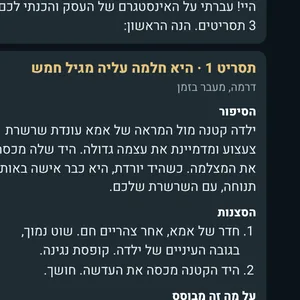 היי! עברתי על האינסטגרם של העסק והכנתי לכם
3 תסריטים. הנה הראשון:
תסריט 1 · היא חלמה עליה מגיל חמש
דרמה, מעבר בזמן
הסיפור
ילדה קטנה מול המראה של אמא עונדת שרשרת
צעצוע ומדמיינת את עצמה גדולה. היד שלה מכסה
את המצלמה. כשהיד יורדת, היא כבר אישה באותה
תנוחה, עם השרשרת שלכם.
הסצנות
1. חדר של אמא, אחר צהריים חם. שוט נמוך,
בגובה העיניים של ילדה. קופסת נגינה.
2. היד הקטנה מכסה את העדשה. חושך.
על מה זה מבוסס